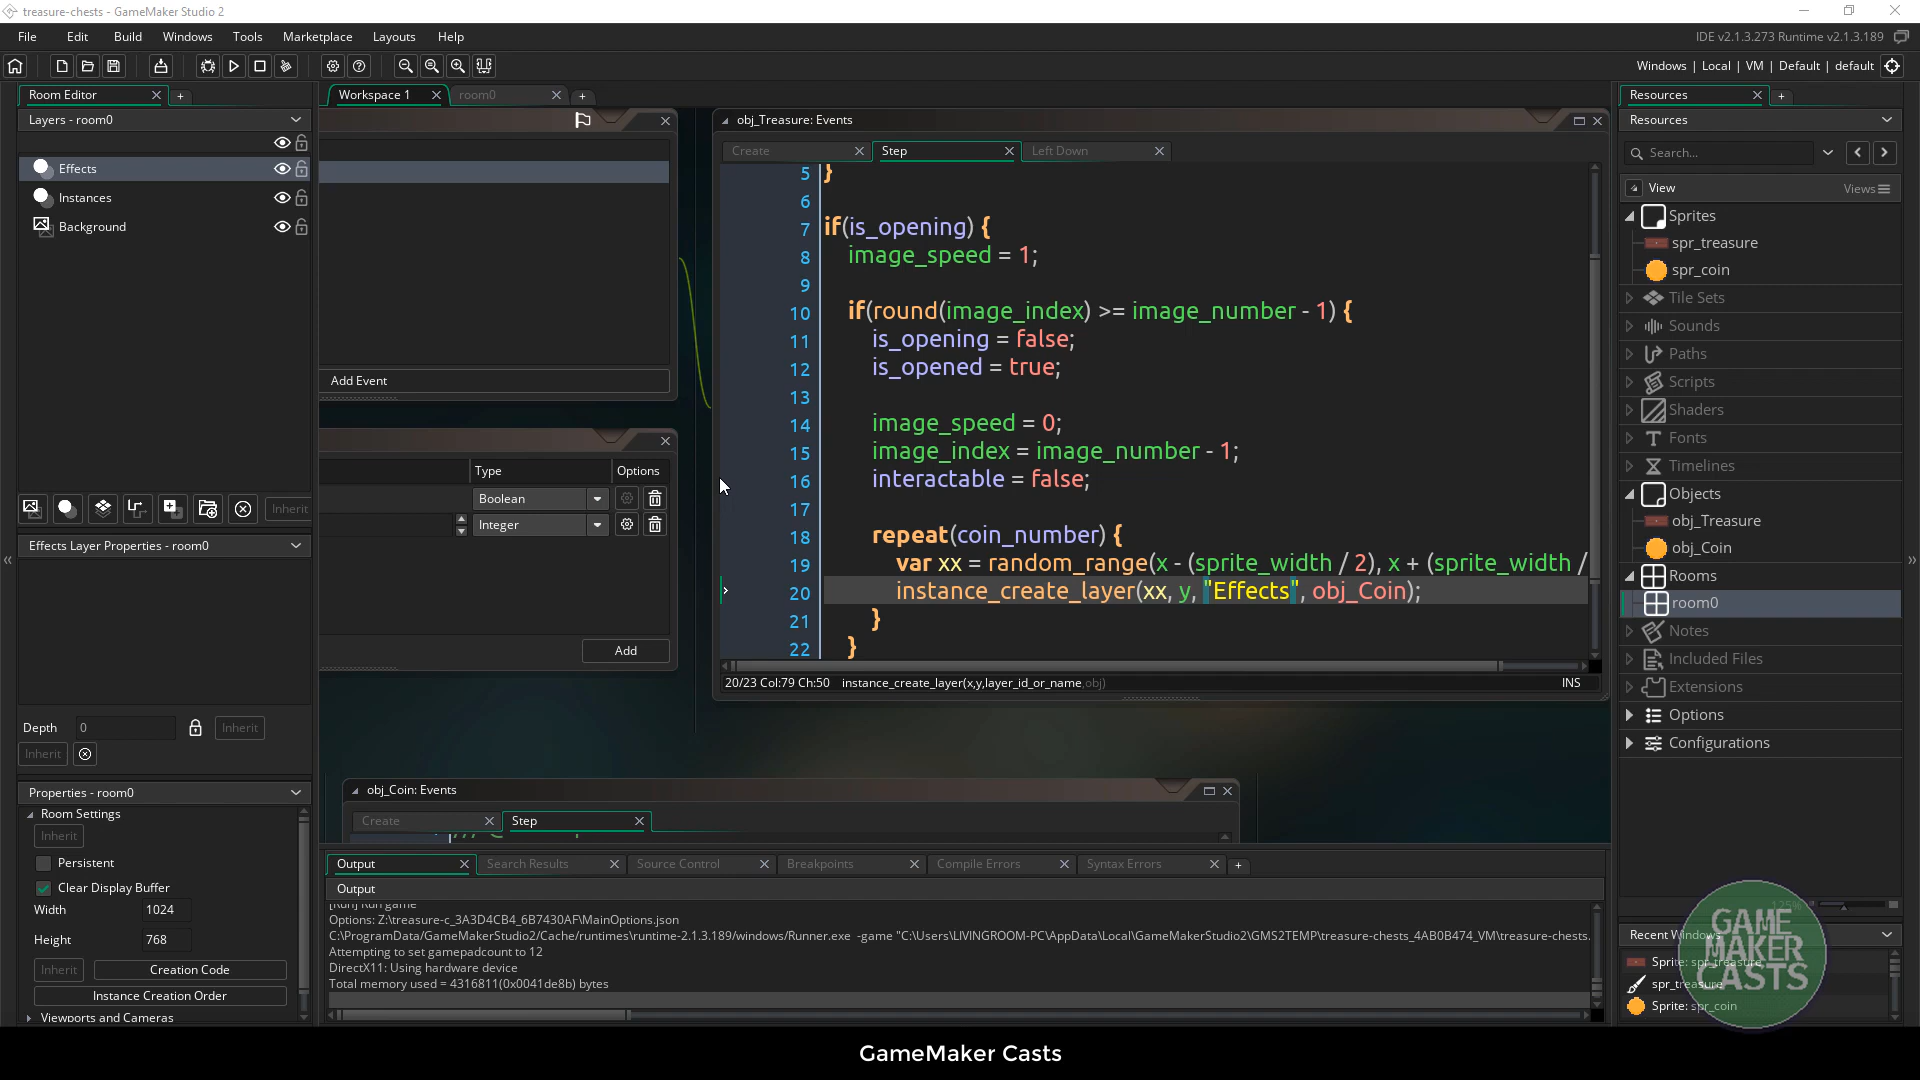 treasure-chests - GameMaker Studio 2
File Edit Build Windows Tools Marketplace Layouts Help
IDE v2.1.3.273 Runtime v2.1.3.189
Windows | Local | VM | Default | default
Room Editor
Layers - room0
Effects
Instances
Background
Inherit
Effects Layer Properties - room0
Depth 0 Inherit
Inherit
Properties - room0
Room Settings
Inherit
Persistent
Clear Display Buffer
Width 1024
Height 768
Inherit Creation Code
Instance Creation Order
Viewports and Cameras
Workspace 1
room0
Add Event
Type Options
Boolean
Integer
Add
obj_Treasure: Events
Create Step Left Down
5 }
6
7 if(is_opening) {
8 image_speed = 1;
9
10 if(round(image_index) >= image_number - 1) {
11 is_opening = false;
12 is_opened = true;
13
14 image_speed = 0;
15 image_index = image_number - 1;
16 interactable = false;
17
18 repeat(coin_number) {
19 var xx = random_range(x - (sprite_width / 2), x + (sprite_width /
20 instance_create_layer(xx, y, "Effects", obj_Coin);
21 }
22 }
20/23 Col:79 Ch:50 instance_create_layer(x,y,layer_id_or_name,obj)
INS
obj_Coin: Events
Create Step
Output Search Results Source Control Breakpoints Compile Errors Syntax Errors
Output
[Run] Run game
Options: Z:\treasure-c_3A3D4CB4_6B7430AF\MainOptions.json
C:\ProgramData/GameMakerStudio2/Cache/runtimes\runtime-2.1.3.189/windows/Runner.exe -game "C:\Users\LIVINGROOM-PC\AppData\Local\GameMakerStudio2\GMS2TEMP\treasure-chests_4AB0B474_VM\treasure-chests.
Attempting to set gamepadcount to 12
DirectX11: Using hardware device
Total memory used = 4316811(0x0041de8b) bytes
Resources
Resources
Search...
View Views
Sprites
spr_treasure
spr_coin
Tile Sets
Sounds
Paths
Scripts
Shaders
Fonts
Timelines
Objects
obj_Treasure
obj_Coin
Rooms
room0
Notes
Included Files
Extensions
Options
Configurations
125%
Recent Windows
Sprite: spr_treasure
spr_treasure
Sprite: spr_coin
GAME
MAKER
CASTS
GameMaker Casts